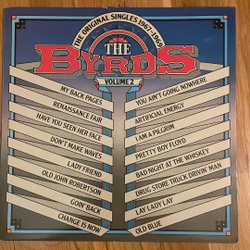 THE ORIGINAL SINGLES 1967-1969
THE
BYRDS
VOLUME 2
MY BACK PAGES
RENAISSANCE FAIR
HAVE YOU SEEN HER FACE
DON'T MAKE WAVES
LADY FRIEND
OLD JOHN ROBERTSON
GOIN' BACK
CHANGE IS NOW
YOU AIN'T GOING NOWHERE
ARTIFICIAL ENERGY
I AM A PILGRIM
PRETTY BOY FLOYD
BAD NIGHT AT THE WHISKEY
DRUG STORE TRUCK DRIVIN' MAN
LAY LADY LAY
OLD BLUE